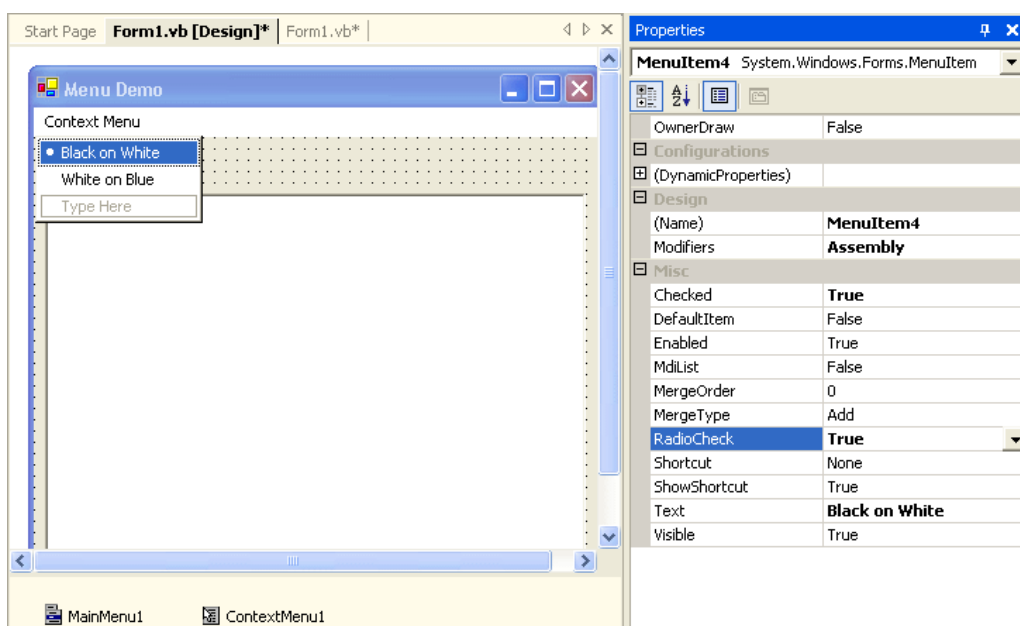 Start Page Form1.vb [Design]* Form1.vb*
Menu Demo
Context Menu
Black on White
White on Blue
Type Here
MainMenu1 ContextMenu1
Properties
MenuItem4 System.Windows.Forms.MenuItem
OwnerDraw False
Configurations
(DynamicProperties)
Design
(Name) MenuItem4
Modifiers Assembly
Misc
Checked True
DefaultItem False
Enabled True
MdiList False
MergeOrder 0
MergeType Add
RadioCheck True
Shortcut None
ShowShortcut True
Text Black on White
Visible True